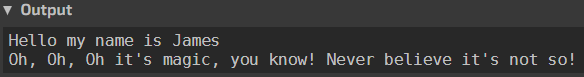 ▼ Output
Hello my name is James
Oh, Oh, Oh it's magic, you know! Never believe it's not so!